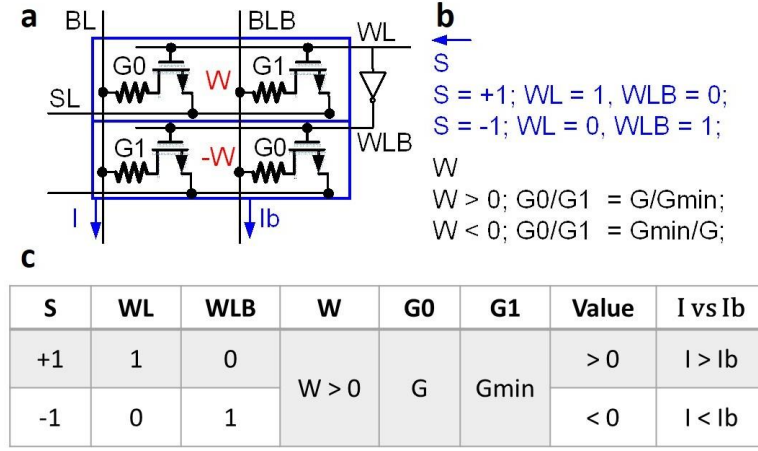 a
BL
BLB
WL
G0
W
G1
SL
G1
-W
G0
WLB
I
Ib
b
S
S = +1; WL = 1, WLB = 0;
S = -1; WL = 0, WLB = 1;
W
W > 0; G0/G1 = G/Gmin;
W < 0; G0/G1 = Gmin/G;
c
S WL WLB W G0 G1 Value I vs Ib
+1 1 0 W > 0 G Gmin > 0 I > Ib
-1 0 1 < 0 I < Ib